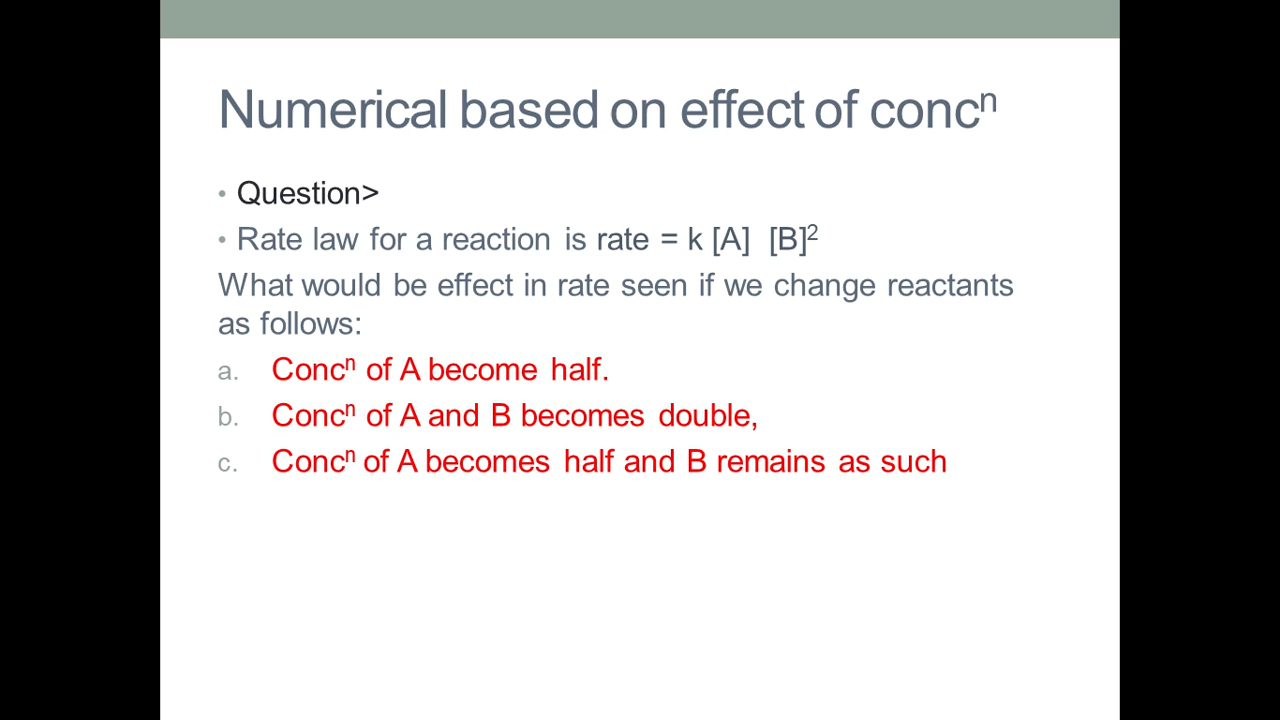 Numerical based on effect of concⁿ
• Question>
• Rate law for a reaction is rate = k [A] [B]²
What would be effect in rate seen if we change reactants
as follows:
a. Concⁿ of A become half.
b. Concⁿ of A and B becomes double,
c. Concⁿ of A becomes half and B remains as such